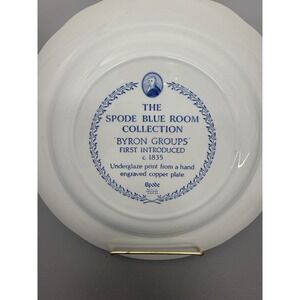 THE
SPODE BLUE ROOM
COLLECTION
'BYRON GROUPS'
FIRST INTRODUCED
c. 1835
Underglaze print from a hand
engraved copper plate
Spode